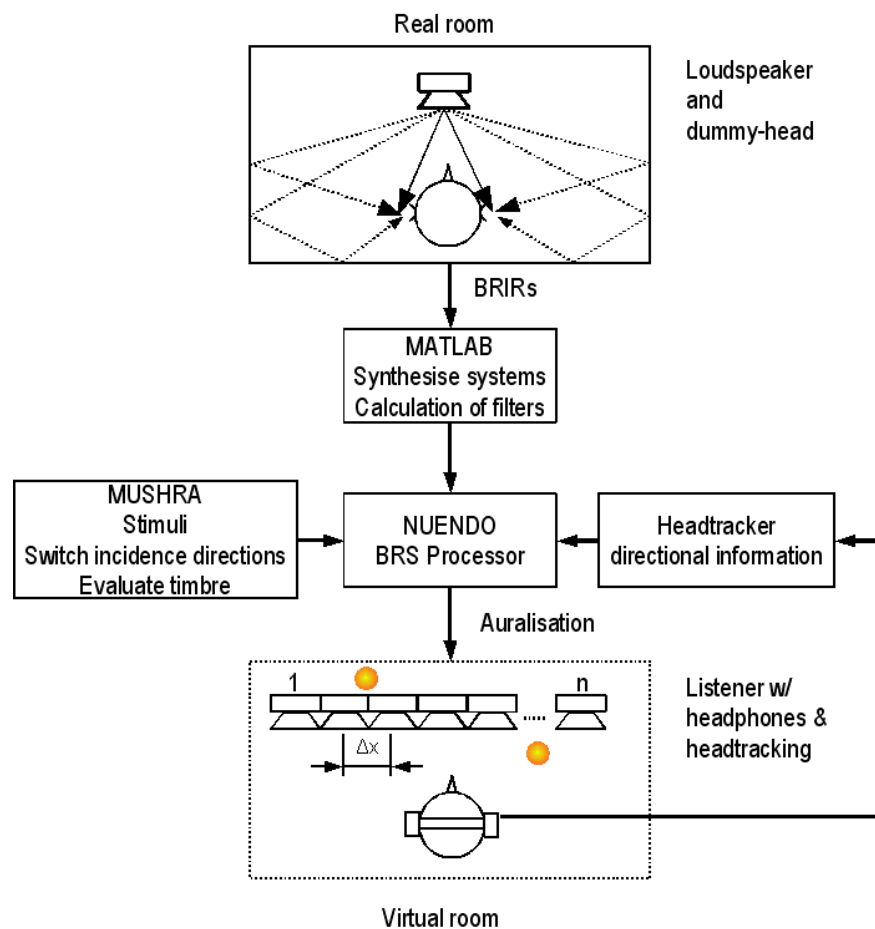 Real room
Loudspeaker
and
dummy-head
BRIRs
MATLAB
Synthesise systems
Calculation of filters
MUSHRA
Stimuli
Switch incidence directions
Evaluate timbre
NUENDO
BRS Processor
Headtracker
directional information
Auralisation
1
n
Δx
Listener w/
headphones &
headtracking
Virtual room